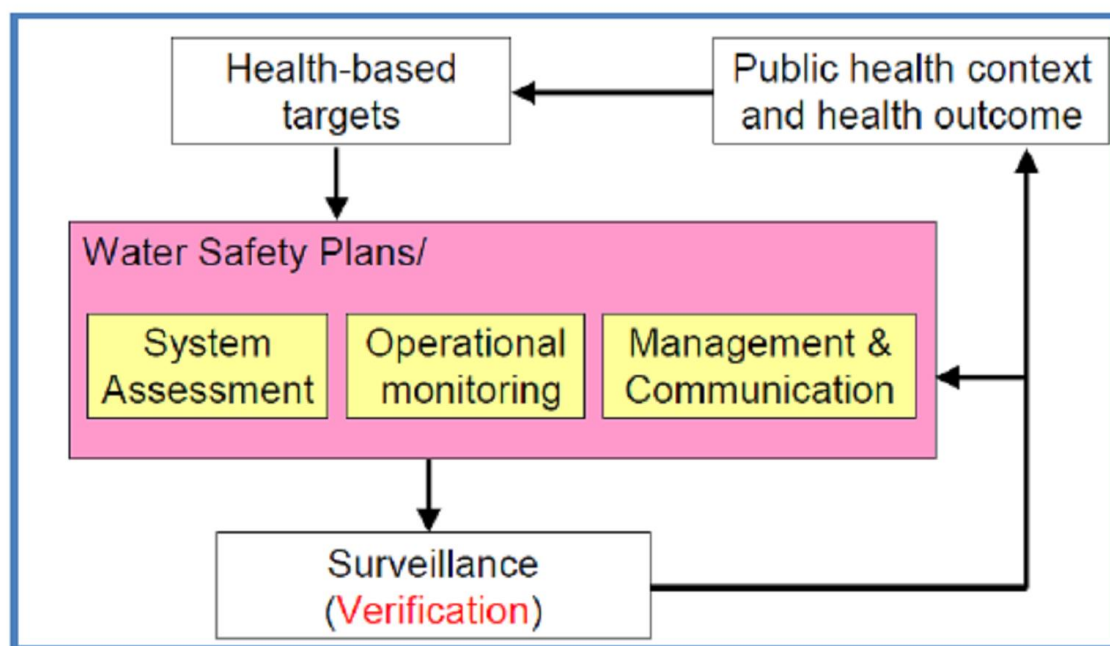 Health-based
targets
Public health context
and health outcome
Water Safety Plans/
System
Assessment
Operational
monitoring
Management &
Communication
Surveillance
(Verification)